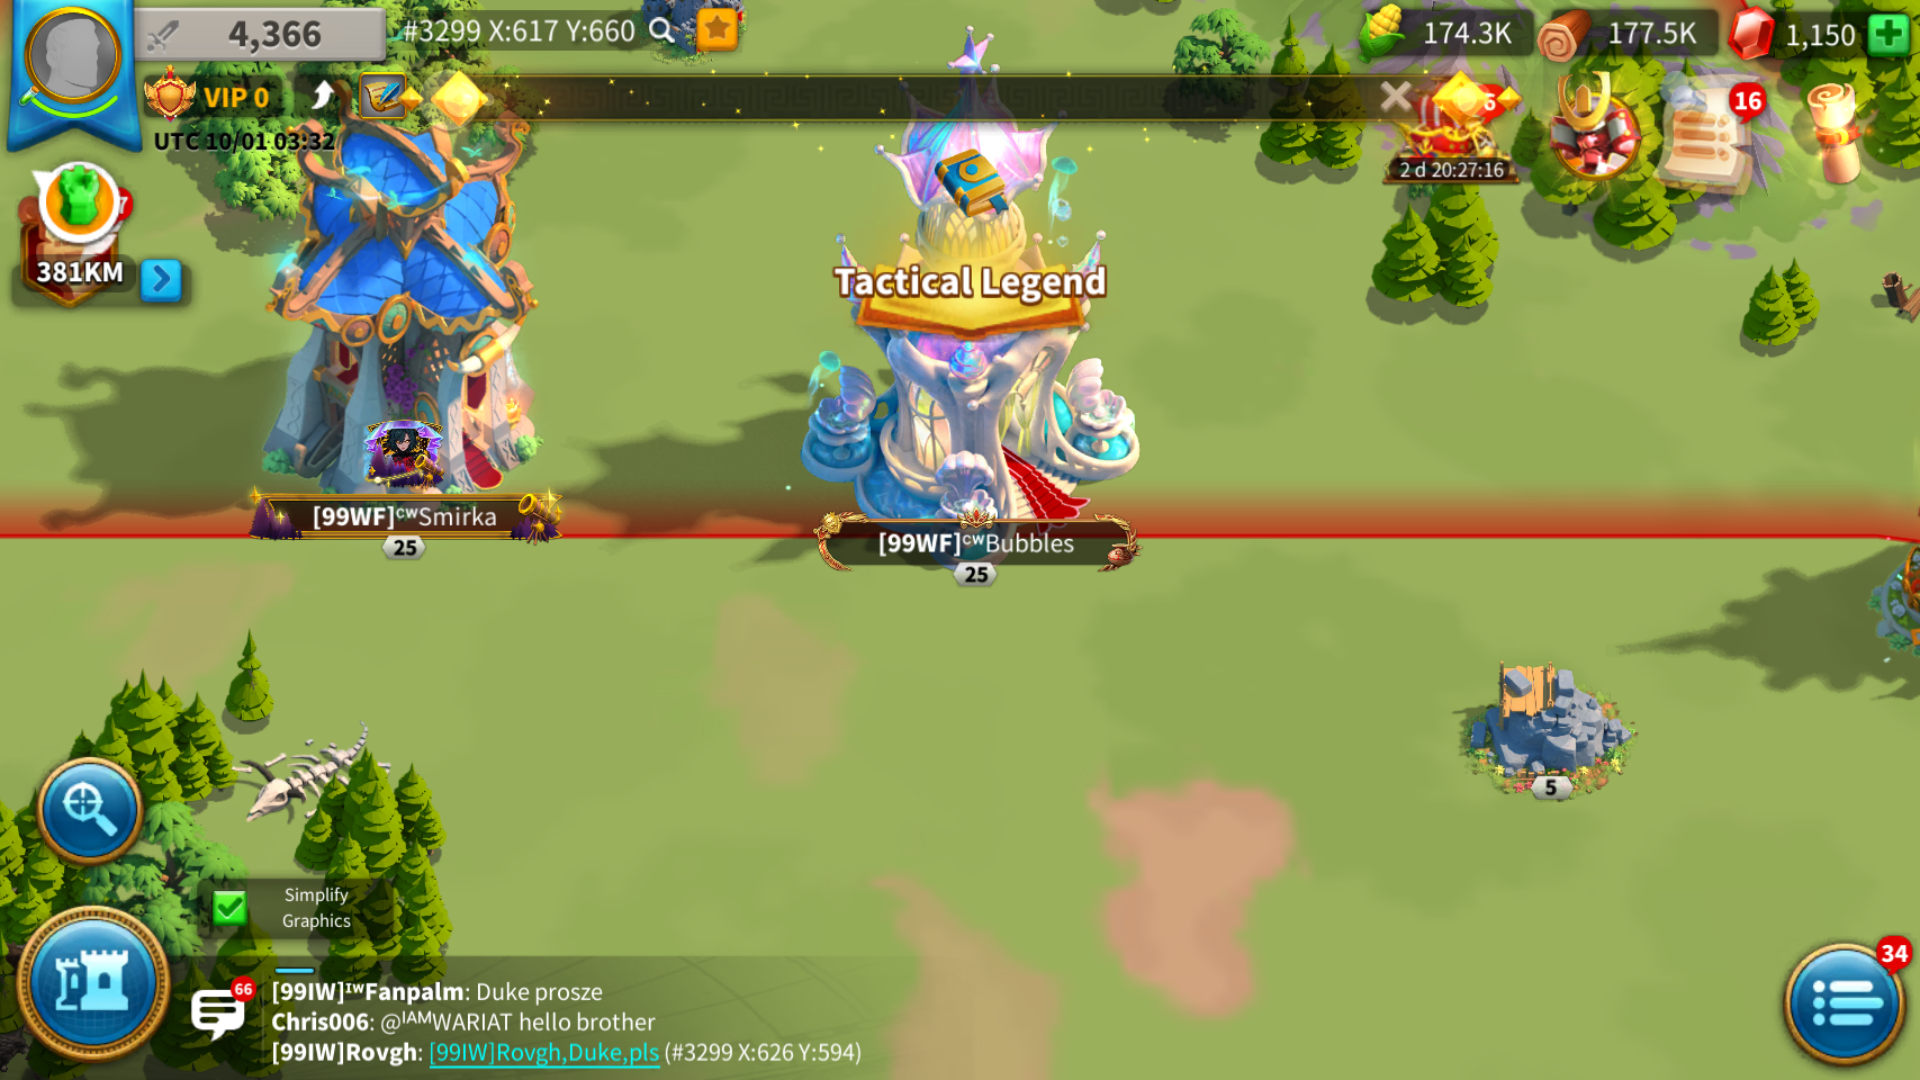 4,366
#3299 X:617 Y:660
174.3K
177.5K
1,150
VIP 0
UTC 10/01 03:32
6
16
2 d 20:27:16
7
381KM
Tactical Legend
[99WF]ᶜᵂSmirka
25
[99WF]ᶜᵂBubbles
25
5
Simplify
Graphics
34
66
[99IW]ᴵᵂFanpalm: Duke prosze
Chris006: @ᴵᴬᴹWARIAT hello brother
[99IW]Rovgh: [99IW]Rovgh,Duke,pls (#3299 X:626 Y:594)